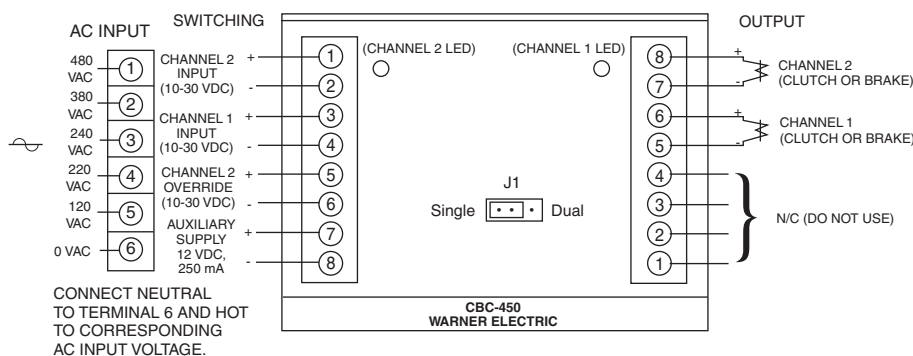 AC INPUT
480
VAC
1
380
VAC
2
240
VAC
3
220
VAC
4
120
VAC
5
0 VAC
6
CONNECT NEUTRAL
TO TERMINAL 6 AND HOT
TO CORRESPONDING
AC INPUT VOLTAGE.
SWITCHING
CHANNEL 2
INPUT
(10-30 VDC)
+
-
CHANNEL 1
INPUT
(10-30 VDC)
+
-
CHANNEL 2
OVERRIDE
(10-30 VDC)
+
-
AUXILIARY
SUPPLY
12 VDC,
250 mA
+
-
1
2
3
4
5
6
7
8
(CHANNEL 2 LED)
(CHANNEL 1 LED)
J1
Single
Dual
CBC-450
WARNER ELECTRIC
8
7
6
5
4
3
2
1
OUTPUT
+
-
CHANNEL 2
(CLUTCH OR BRAKE)
+
-
CHANNEL 1
(CLUTCH OR BRAKE)
N/C (DO NOT USE)